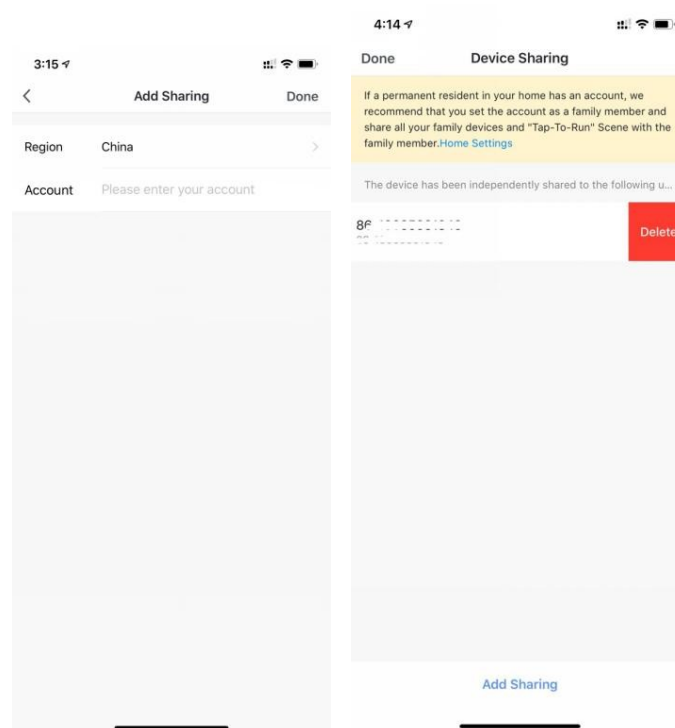 3:15
Add Sharing
Done
Region
China
Account
Please enter your account
4:14
Done
Device Sharing
If a permanent resident in your home has an account, we
recommend that you set the account as a family member and
share all your family devices and "Tap-To-Run" Scene with the
family member.Home Settings
The device has been independently shared to the following u...
Delete
Add Sharing